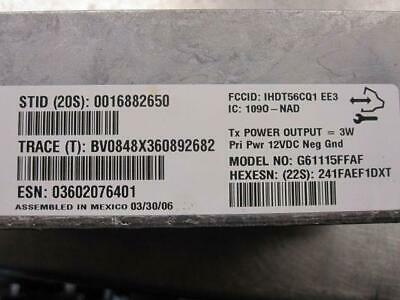 STID (20S): 0016882650
TRACE (T): BV0848X360892682
ESN: 03602076401
ASSEMBLED IN MEXICO 03/30/06
FCCID: IHDT56CQ1 EE3
IC: 1090-NAD
Tx POWER OUTPUT = 3W
Pri Pwr 12VDC Neg Gnd
MODEL NO: G61115FFAF
HEXESN: (22S): 241FAEF1DXT